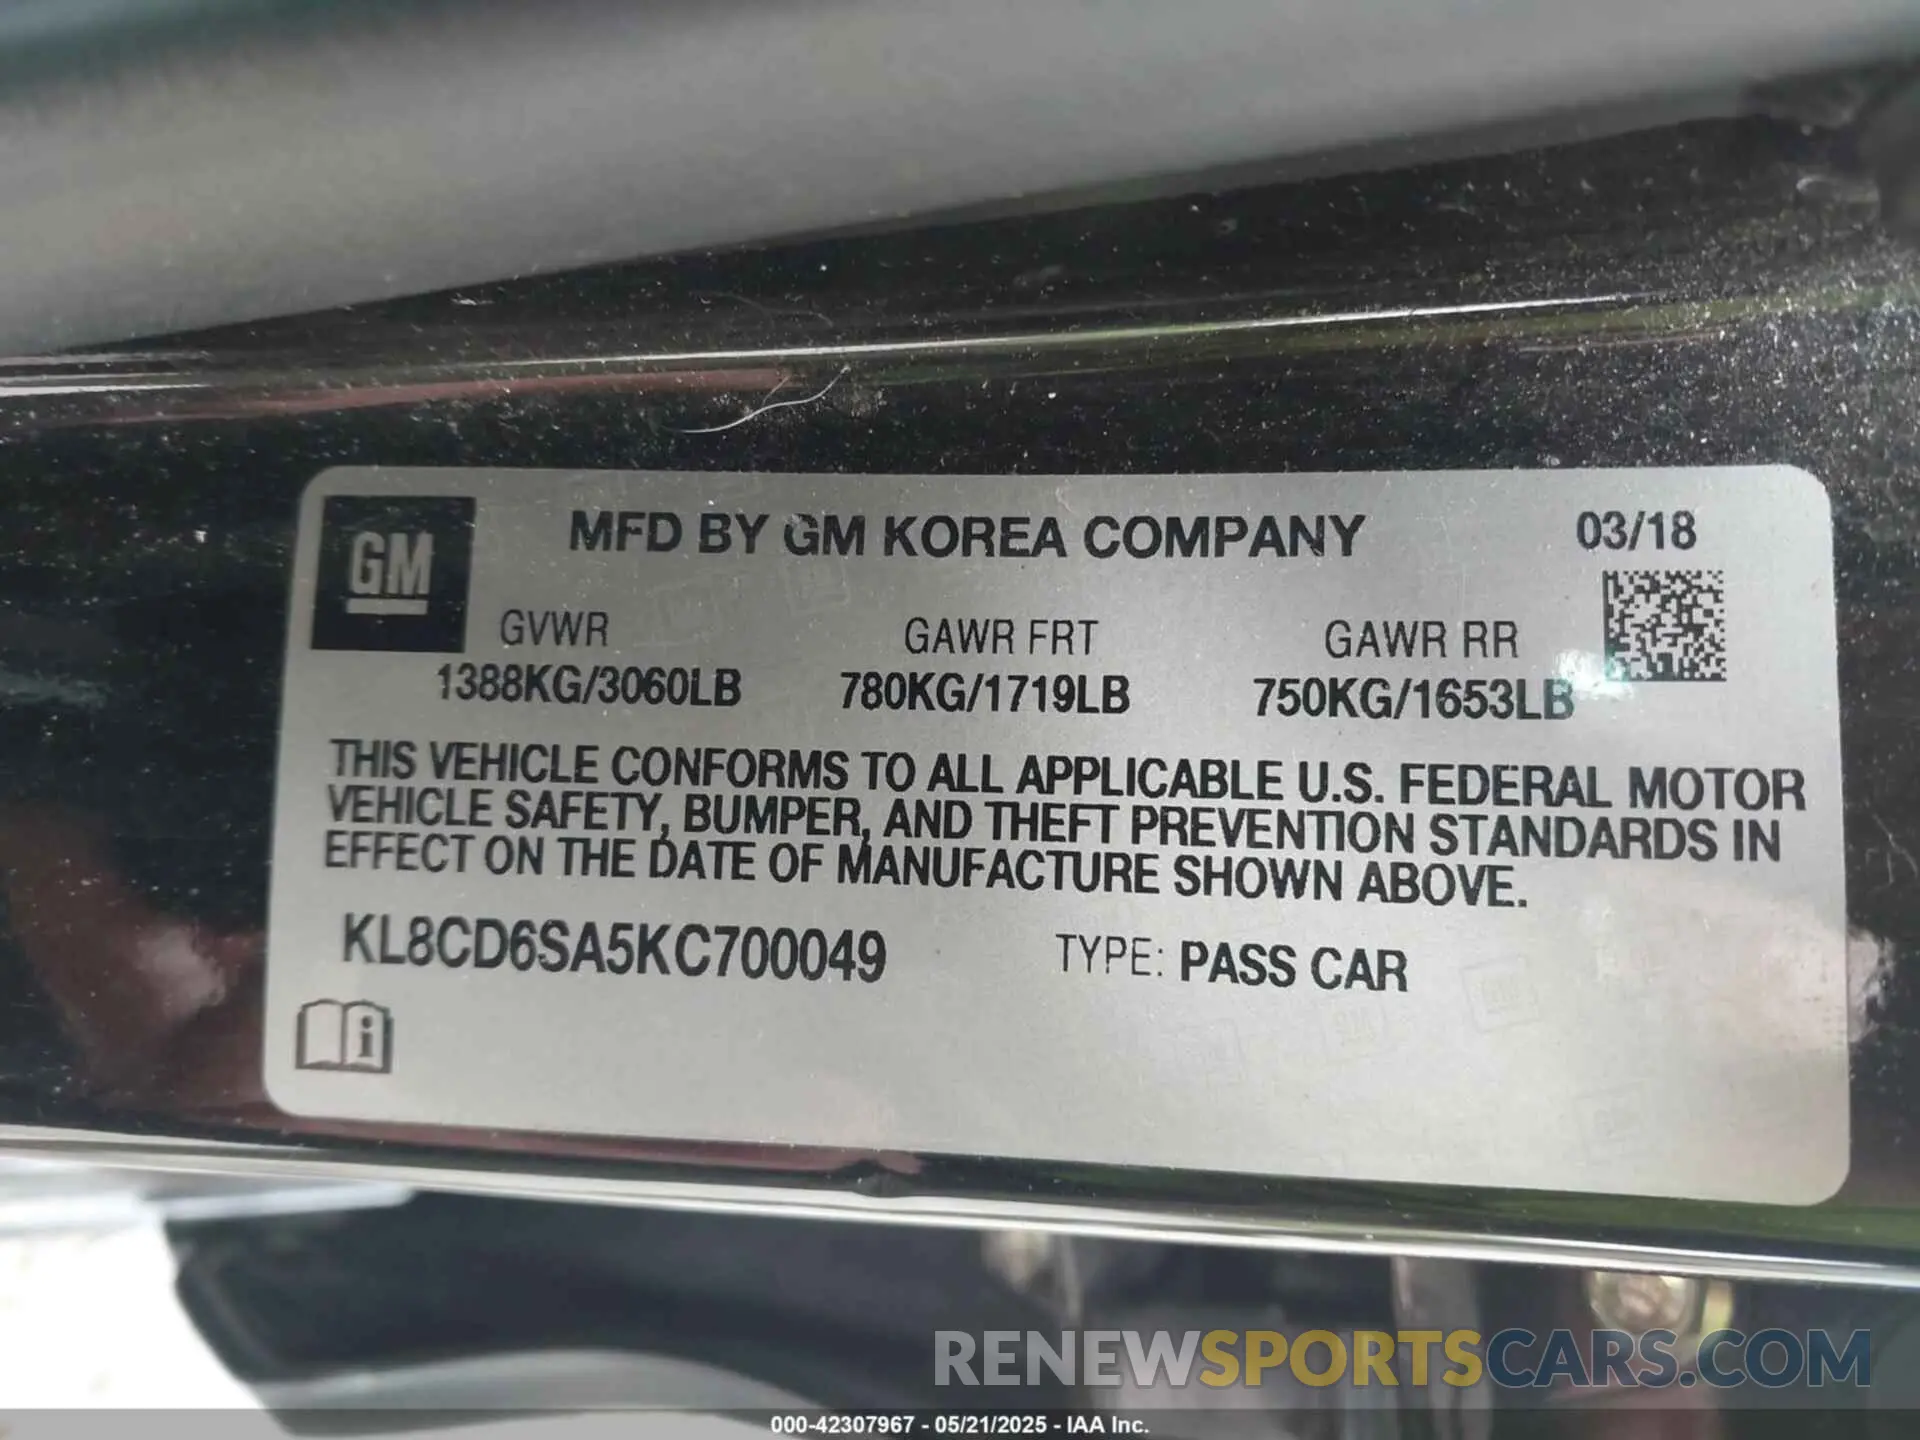 GM
MFD BY GM KOREA COMPANY
03/18
GVWR
GAWR FRT
GAWR RR
1388KG/3060LB
780KG/1719LB
750KG/1653LB
THIS VEHICLE CONFORMS TO ALL APPLICABLE U.S. FEDERAL MOTOR
VEHICLE SAFETY, BUMPER, AND THEFT PREVENTION STANDARDS IN
EFFECT ON THE DATE OF MANUFACTURE SHOWN ABOVE.
KL8CD6SA5KC700049
TYPE: PASS CAR
i
RENEWSPORTSCARS.COM
000-42307967 - 05/21/2025 - IAA Inc.